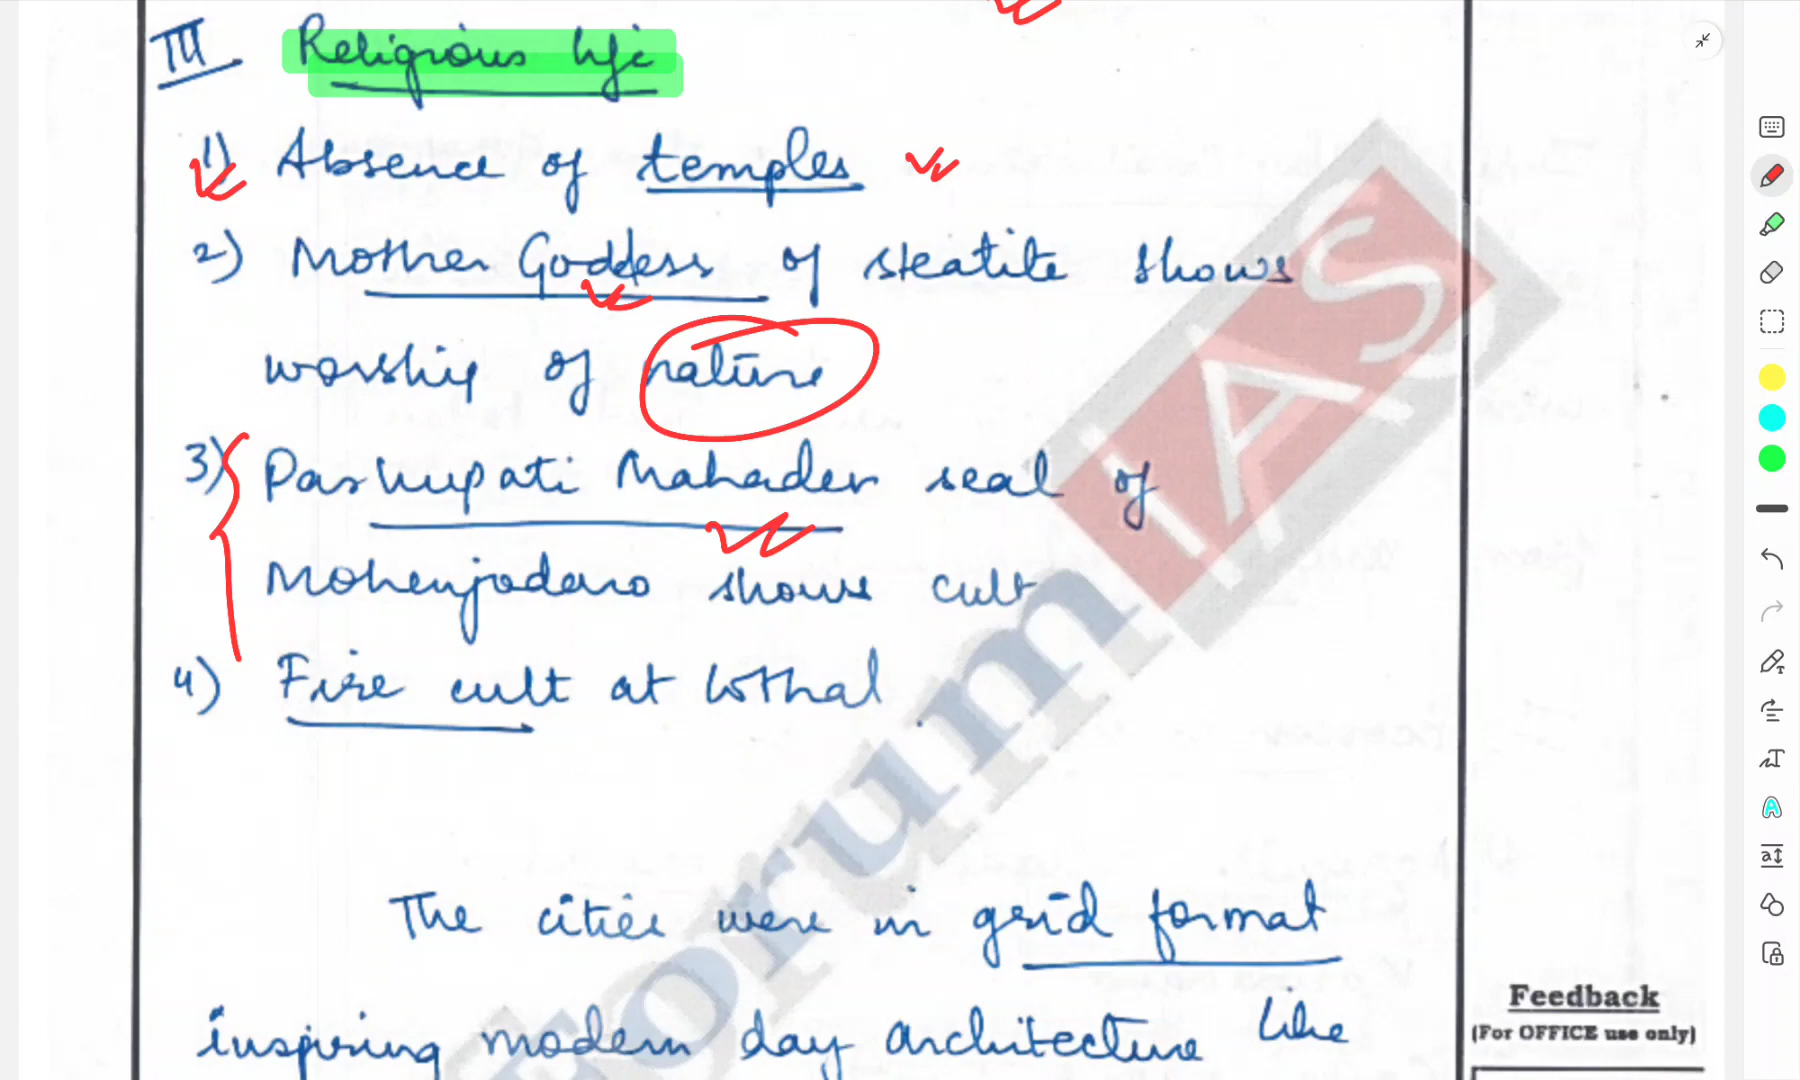 III Religious life
1) Absence of temples
2) Mother Goddess of steatite shows
worship of nature
3) Pashupati Mahadev seal of
Mohenjodaro shows cult
4) Fire cult at Lothal
The cities were in grid format
inspiring modern day architecture like
Forum IAS
Feedback
(For OFFICE use only)